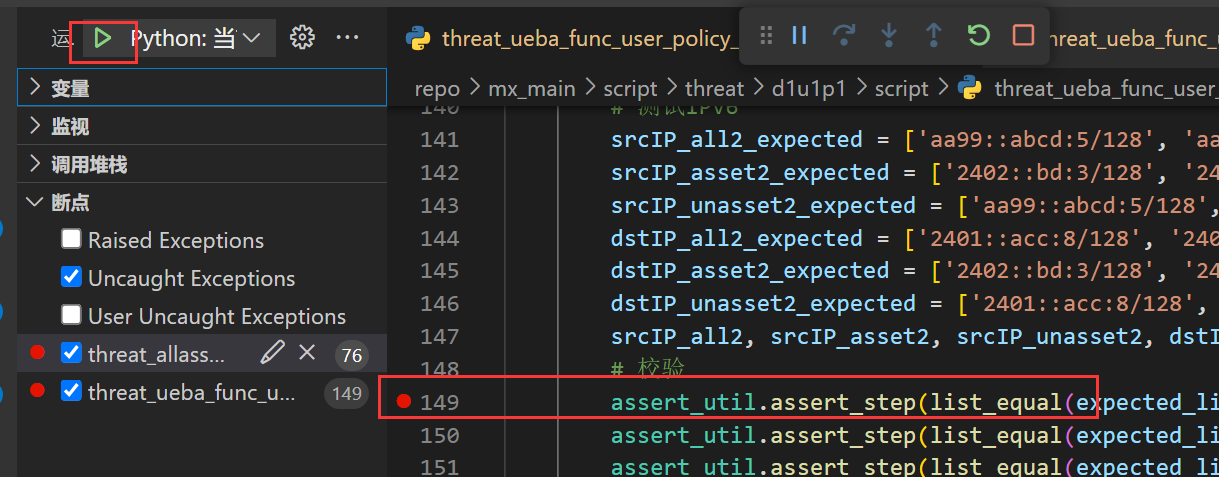 运 Python: 当
变量
监视
调用堆栈
断点
Raised Exceptions
Uncaught Exceptions
User Uncaught Exceptions
threat_allass... 76
threat_ueba_func_u... 149
threat_ueba_func_user_policy_
hreat_ueba_func_u
repo > mx_main > script > threat > d1u1p1 > script > threat_ueba_func_user_
140 # 测试IPv6
141 srcIP_all2_expected = ['aa99::abcd:5/128', 'aa
142 srcIP_asset2_expected = ['2402::bd:3/128', '24
143 srcIP_unasset2_expected = ['aa99::abcd:5/128',
144 dstIP_all2_expected = ['2401::acc:8/128', '240
145 dstIP_asset2_expected = ['2402::bd:3/128', '24
146 dstIP_unasset2_expected = ['2401::acc:8/128',
147 srcIP_all2, srcIP_asset2, srcIP_unasset2, dstI
148 # 校验
149 assert_util.assert_step(list_equal(expected_li
150 assert_util.assert_step(list_equal(expected_li
151 assert_util.assert_step(list_equal(expected_li